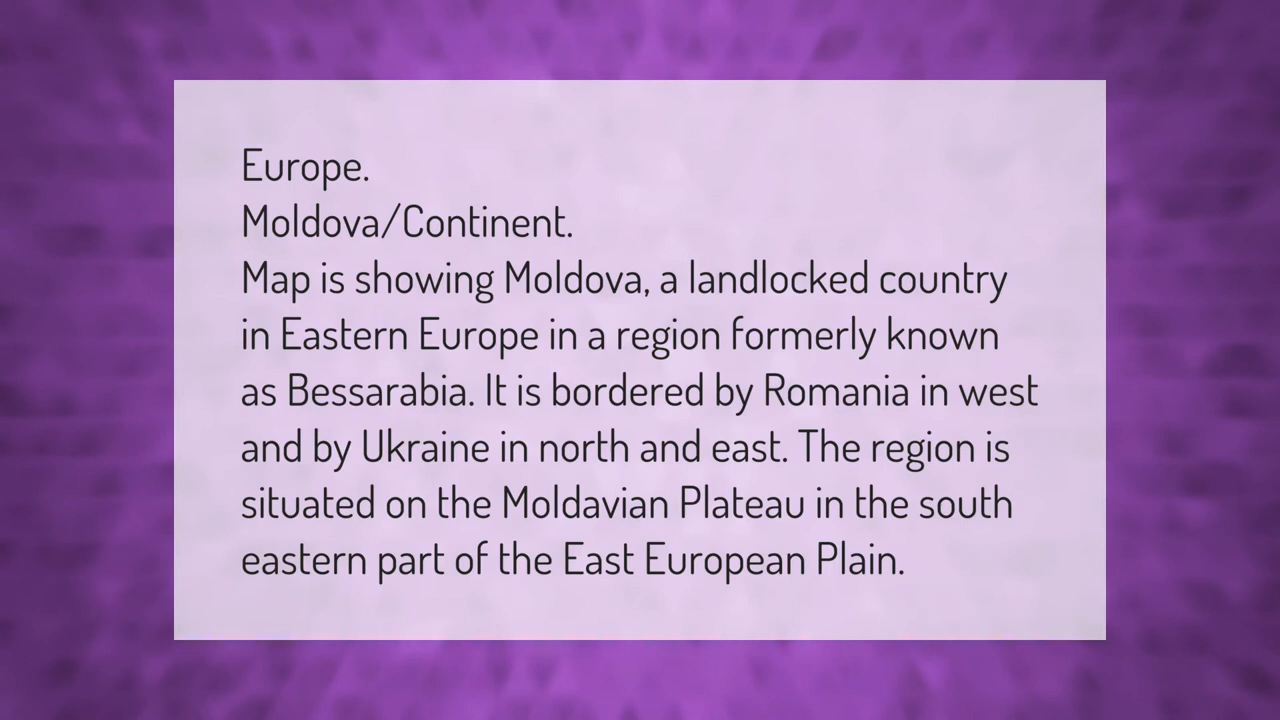 Europe.
Moldova/Continent.
Map is showing Moldova, a landlocked country
in Eastern Europe in a region formerly known
as Bessarabia. It is bordered by Romania in west
and by Ukraine in north and east. The region is
situated on the Moldavian Plateau in the south
eastern part of the East European Plain.